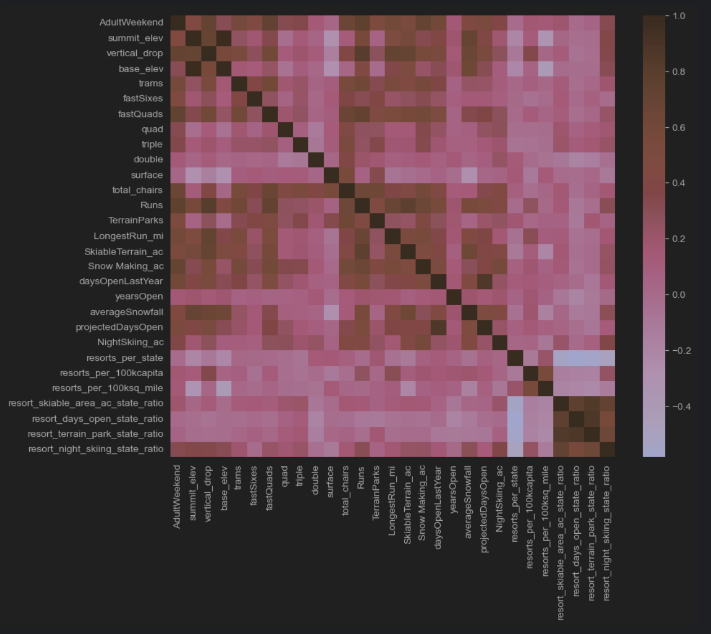 AdultWeekend
summit_elev
vertical_drop
base_elev
trams
fastSixes
fastQuads
quad
triple
double
surface
total_chairs
Runs
TerrainParks
LongestRun_mi
SkiableTerrain_ac
Snow Making_ac
daysOpenLastYear
yearsOpen
averageSnowfall
projectedDaysOpen
NightSkiing_ac
resorts_per_state
resorts_per_100kcapita
resorts_per_100ksq_mile
resort_skiable_area_ac_state_ratio
resort_days_open_state_ratio
resort_terrain_park_state_ratio
resort_night_skiing_state_ratio
AdultWeekend
summit_elev
vertical_drop
base_elev
trams
fastSixes
fastQuads
quad
triple
double
surface
total_chairs
Runs
TerrainParks
LongestRun_mi
SkiableTerrain_ac
Snow Making_ac
daysOpenLastYear
yearsOpen
averageSnowfall
projectedDaysOpen
NightSkiing_ac
resorts_per_state
resorts_per_100kcapita
resorts_per_100ksq_mile
resort_skiable_area_ac_state_ratio
resort_days_open_state_ratio
resort_terrain_park_state_ratio
resort_night_skiing_state_ratio
1.0
0.8
0.6
0.4
0.2
0.0
−0.2
−0.4